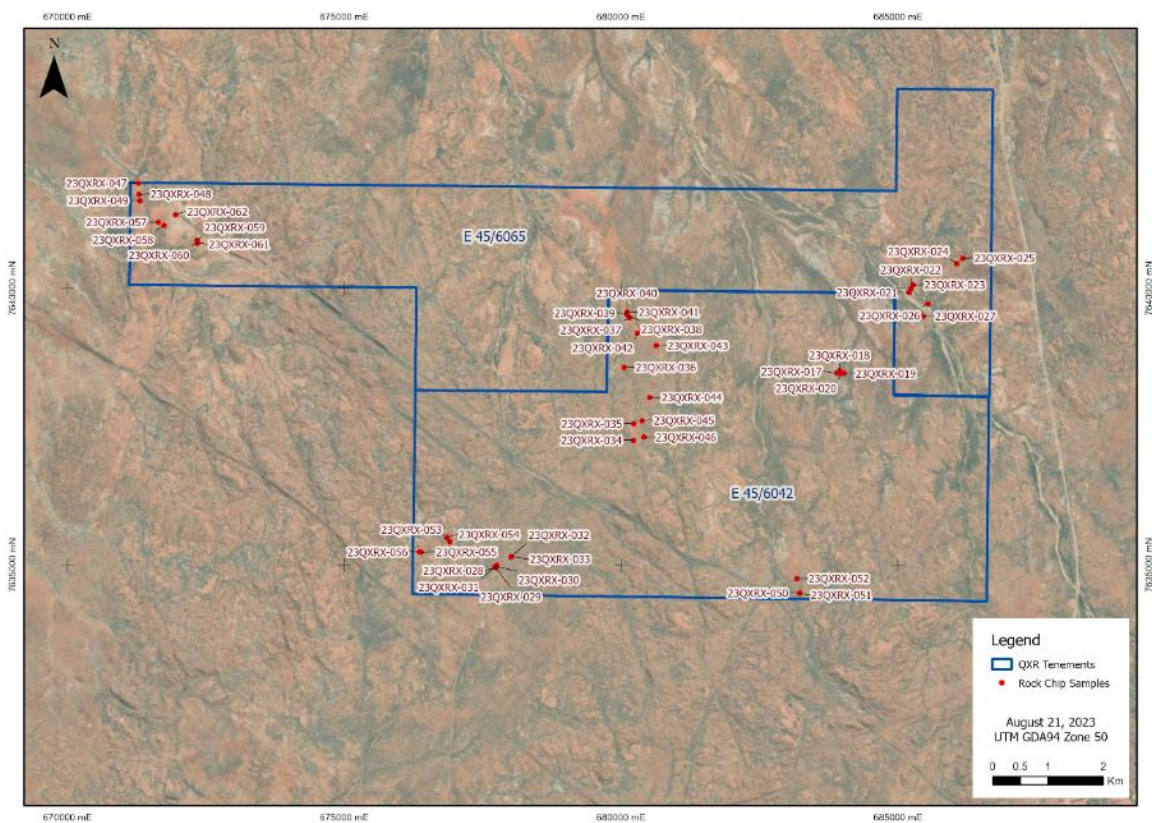 670000 mE
675000 mE
680000 mE
685000 mE
N
23QXRX-047
23QXRX-048
23QXRX-049
23QXRX-062
23QXRX-057
23QXRX-059
23QXRX-058
23QXRX-061
23QXRX-060
E 45/6065
23QXRX-024
23QXRX-025
23QXRX-022
23QXRX-023
23QXRX-021
23QXRX-026
23QXRX-027
7640000 mN
7640000 mN
23QXRX-040
23QXRX-039
23QXRX-041
23QXRX-037
23QXRX-038
23QXRX-042
23QXRX-043
23QXRX-036
23QXRX-018
23QXRX-017
23QXRX-019
23QXRX-020
23QXRX-044
23QXRX-035
23QXRX-045
23QXRX-034
23QXRX-046
E 45/6042
23QXRX-053
23QXRX-054
23QXRX-032
23QXRX-056
23QXRX-055
23QXRX-033
23QXRX-028
23QXRX-030
23QXRX-031
23QXRX-029
23QXRX-052
23QXRX-050
23QXRX-051
7635000 mN
7635000 mN
Legend
QXR Tenements
Rock Chip Samples
August 21, 2023
UTM GDA94 Zone 50
0 0.5 1 2
Km
670000 mE
675000 mE
680000 mE
685000 mE